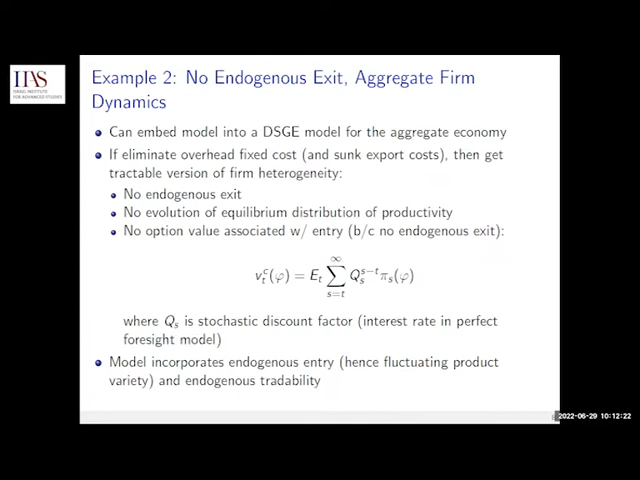 IIAS
ISRAEL INSTITUTE
FOR ADVANCED STUDIES
Example 2: No Endogenous Exit, Aggregate Firm
Dynamics
Can embed model into a DSGE model for the aggregate economy
If eliminate overhead fixed cost (and sunk export costs), then get
tractable version of firm heterogeneity:
No endogenous exit
No evolution of equilibrium distribution of productivity
No option value associated w/ entry (b/c no endogenous exit):
v_t^c(φ) = E_t ∑_{s=t}^{∞} Q_s^{s−t} π_s(φ)
where Q_s is stochastic discount factor (interest rate in perfect
foresight model)
Model incorporates endogenous entry (hence fluctuating product
variety) and endogenous tradability
2022-06-29 10:12:22